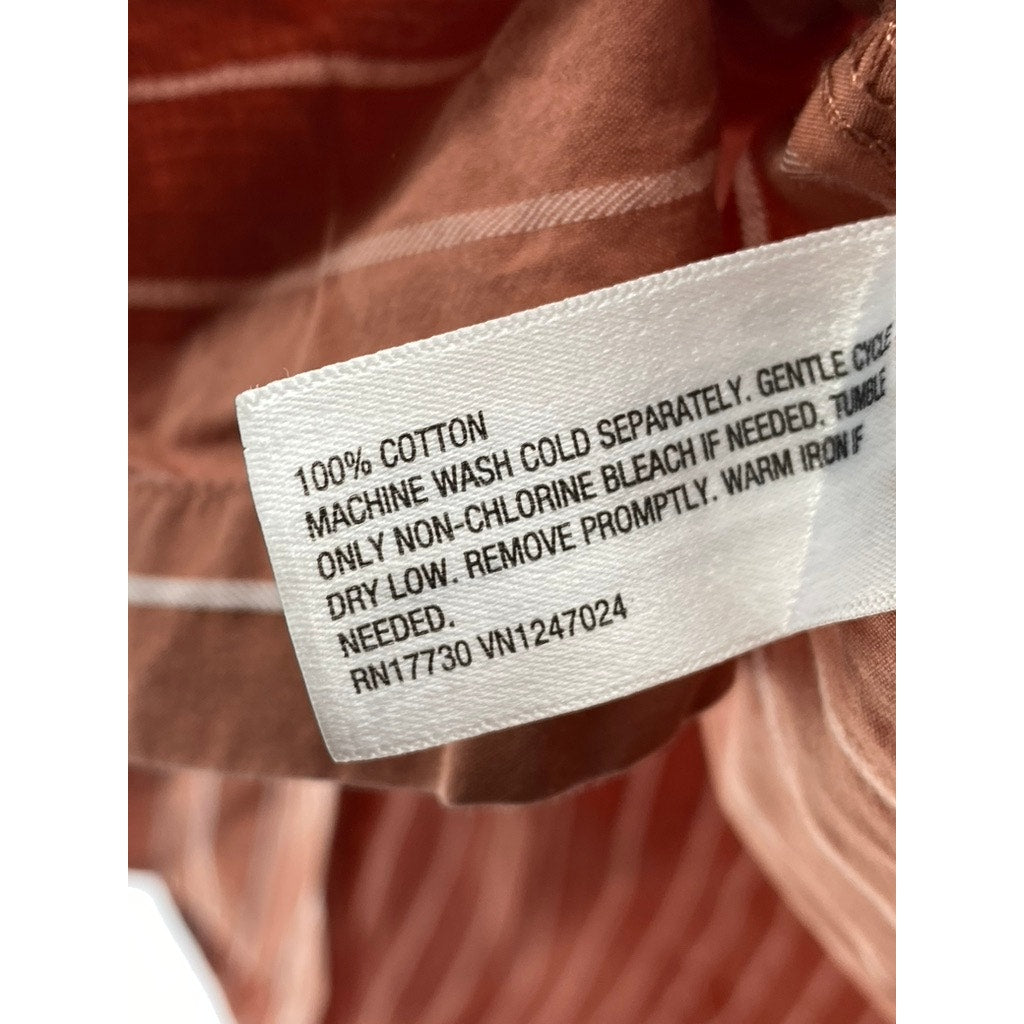 100% COTTON
MACHINE WASH COLD SEPARATELY. GENTLE CYCLE
ONLY NON-CHLORINE BLEACH IF NEEDED. TUMBLE
DRY LOW. REMOVE PROMPTLY. WARM IRON IF
NEEDED.
RN17730 VN1247024